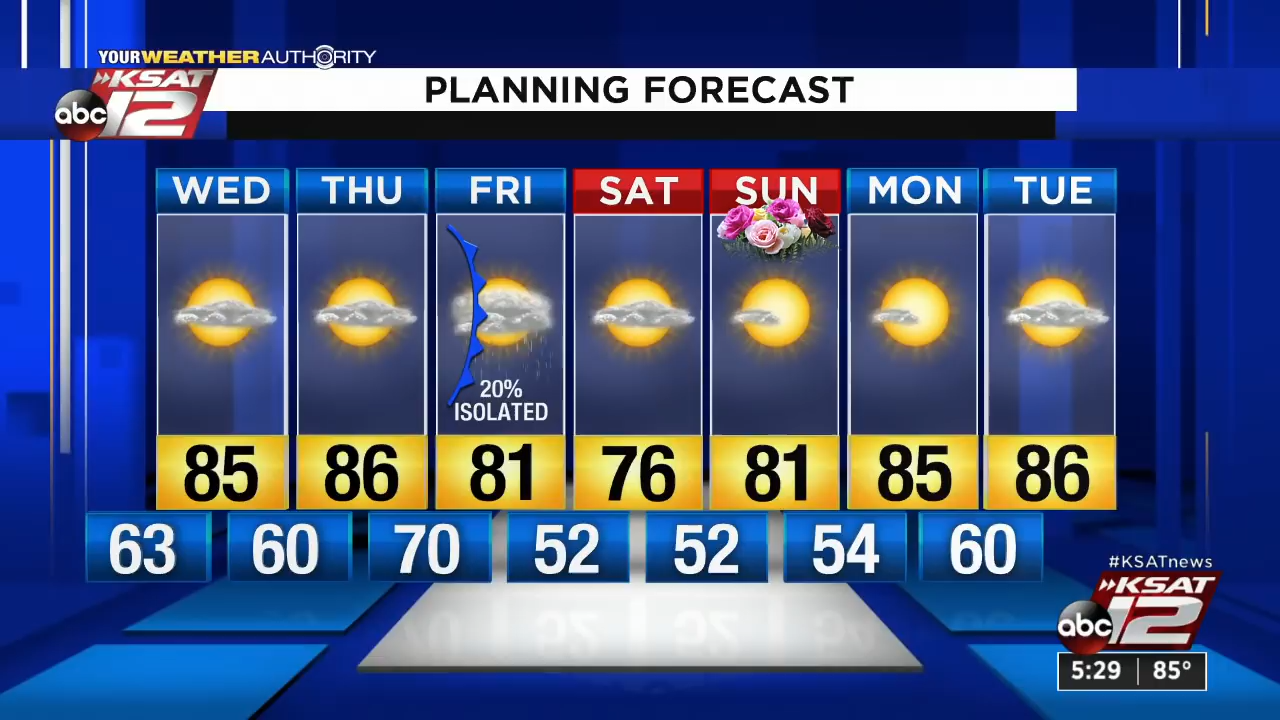 YOURWEATHERAUTHORITY
KSAT
abc 12
PLANNING FORECAST
WED THU FRI SAT SUN MON TUE
20%
ISOLATED
85 86 81 76 81 85 86
63 60 70 52 52 54 60
#KSATnews
KSAT
abc 12
5:29 85°